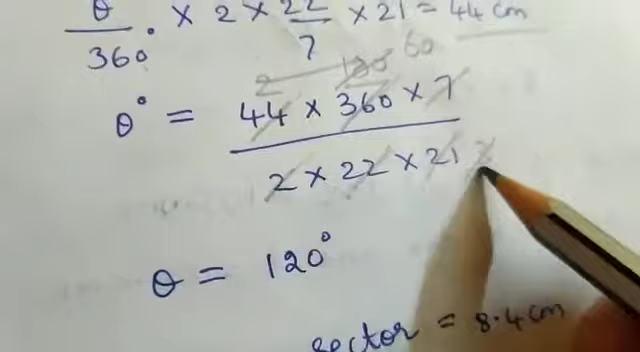 θ/360° × 2 × 22/7 × 21 = 44 cm
2 180 60
θ° = 44 × 360 × 7 / 2 × 22 × 21
θ = 120°
sector = 8.4 cm